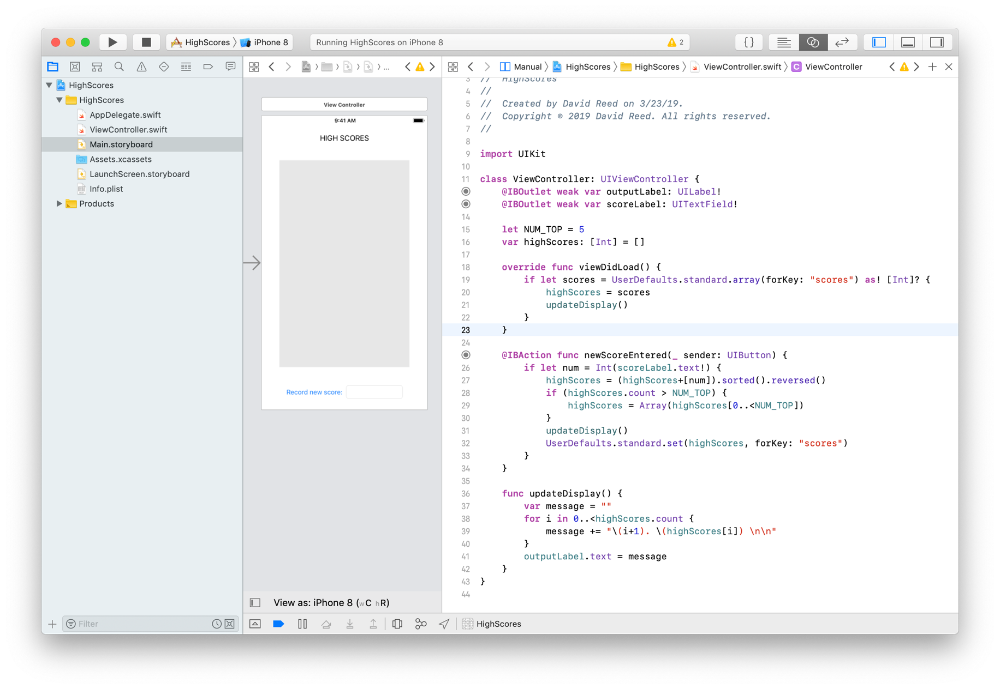 HighScores 〉 iPhone 8
Running HighScores on iPhone 8
2
{ }
HighScores
HighScores
AppDelegate.swift
ViewController.swift
Main.storyboard
Assets.xcassets
LaunchScreen.storyboard
Info.plist
Products
Filter
...
View Controller
9:41 AM
HIGH SCORES
Record new score:
View as: iPhone 8 (wC hR)
Manual 〉 HighScores 〉 HighScores 〉 ViewController.swift 〉 C ViewController
3 //  HighScores
4 //
5 //  Created by David Reed on 3/23/19.
6 //  Copyright © 2019 David Reed. All rights reserved.
7 //
8
9 import UIKit
10
11 class ViewController: UIViewController {
    @IBOutlet weak var outputLabel: UILabel!
    @IBOutlet weak var scoreLabel: UITextField!
14
15     let NUM_TOP = 5
16     var highScores: [Int] = []
17
18     override func viewDidLoad() {
19         if let scores = UserDefaults.standard.array(forKey: "scores") as! [Int]? {
20             highScores = scores
21             updateDisplay()
22         }
23     }
24
    @IBAction func newScoreEntered(_ sender: UIButton) {
26         if let num = Int(scoreLabel.text!) {
27             highScores = (highScores+[num]).sorted().reversed()
28             if (highScores.count > NUM_TOP) {
29                 highScores = Array(highScores[0..<NUM_TOP])
30             }
31             updateDisplay()
32             UserDefaults.standard.set(highScores, forKey: "scores")
33         }
34     }
35
36     func updateDisplay() {
37         var message = ""
38         for i in 0..<highScores.count {
39             message += "\(i+1). \(highScores[i]) \n\n"
40         }
41         outputLabel.text = message
42     }
43 }
44
HighScores